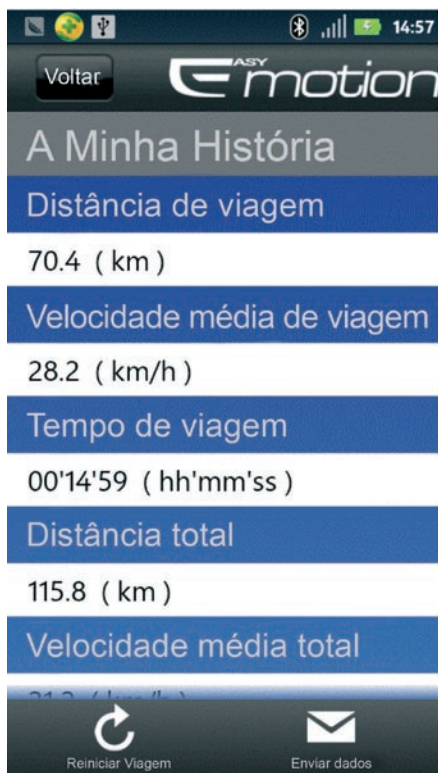 14:57
Voltar
EASY motion
A Minha História
Distância de viagem
70.4 ( km )
Velocidade média de viagem
28.2 ( km/h )
Tempo de viagem
00'14'59 ( hh'mm'ss )
Distância total
115.8 ( km )
Velocidade média total
Reiniciar Viagem
Enviar dados